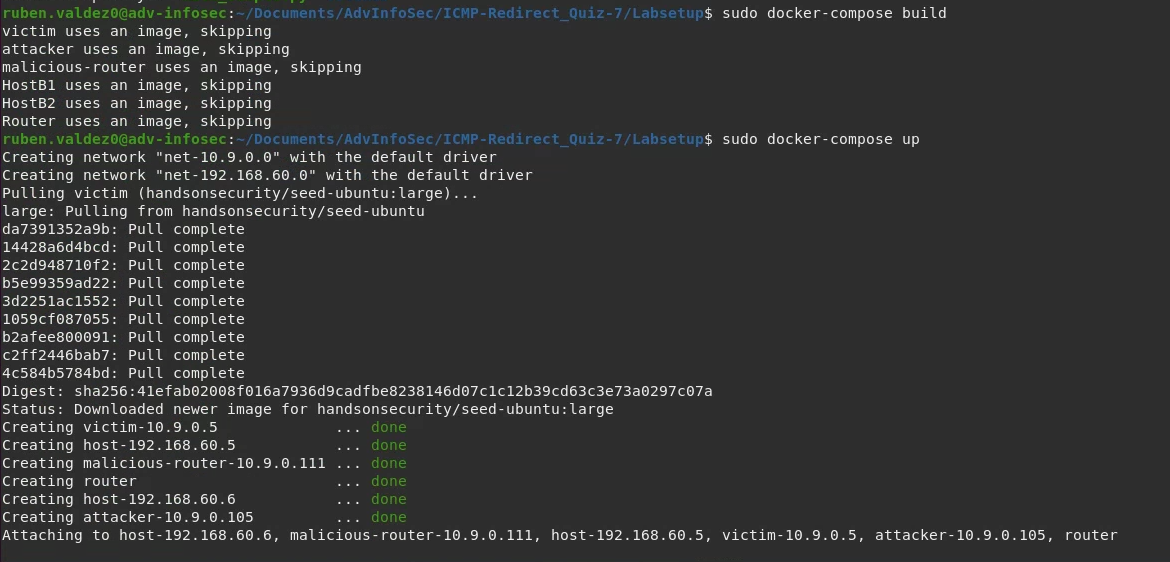 ruben.valdez0@adv-infosec:~/Documents/AdvInfoSec/ICMP-Redirect_Quiz-7/Labsetup$ sudo docker-compose build
victim uses an image, skipping
attacker uses an image, skipping
malicious-router uses an image, skipping
HostB1 uses an image, skipping
HostB2 uses an image, skipping
Router uses an image, skipping
ruben.valdez0@adv-infosec:~/Documents/AdvInfoSec/ICMP-Redirect_Quiz-7/Labsetup$ sudo docker-compose up
Creating network "net-10.9.0.0" with the default driver
Creating network "net-192.168.60.0" with the default driver
Pulling victim (handsonsecurity/seed-ubuntu:large)...
large: Pulling from handsonsecurity/seed-ubuntu
da7391352a9b: Pull complete
14428a6d4bcd: Pull complete
2c2d948710f2: Pull complete
b5e99359ad22: Pull complete
3d2251ac1552: Pull complete
1059cf087055: Pull complete
b2afee800091: Pull complete
c2ff2446bab7: Pull complete
4c584b5784bd: Pull complete
Digest: sha256:41efab02008f016a7936d9cadfbe8238146d07c1c12b39cd63c3e73a0297c07a
Status: Downloaded newer image for handsonsecurity/seed-ubuntu:large
Creating victim-10.9.0.5 ... done
Creating host-192.168.60.5 ... done
Creating malicious-router-10.9.0.111 ... done
Creating router ... done
Creating host-192.168.60.6 ... done
Creating attacker-10.9.0.105 ... done
Attaching to host-192.168.60.6, malicious-router-10.9.0.111, host-192.168.60.5, victim-10.9.0.5, attacker-10.9.0.105, router